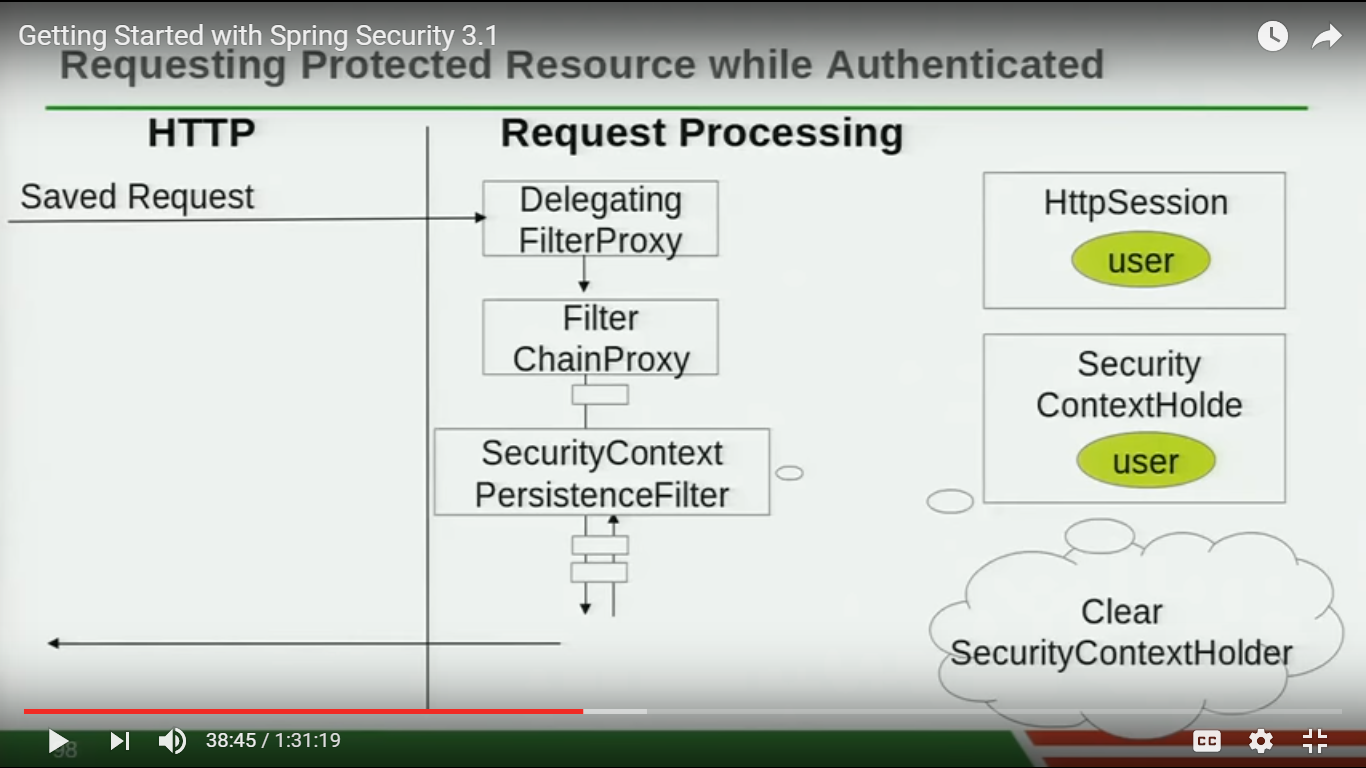 Getting Started with Spring Security 3.1
Requesting Protected Resource while Authenticated
HTTP
Request Processing
Saved Request
Delegating
FilterProxy
Filter
ChainProxy
SecurityContext
PersistenceFilter
HttpSession
user
Security
ContextHolde
user
Clear
SecurityContextHolder
98
38:45 / 1:31:19
CC